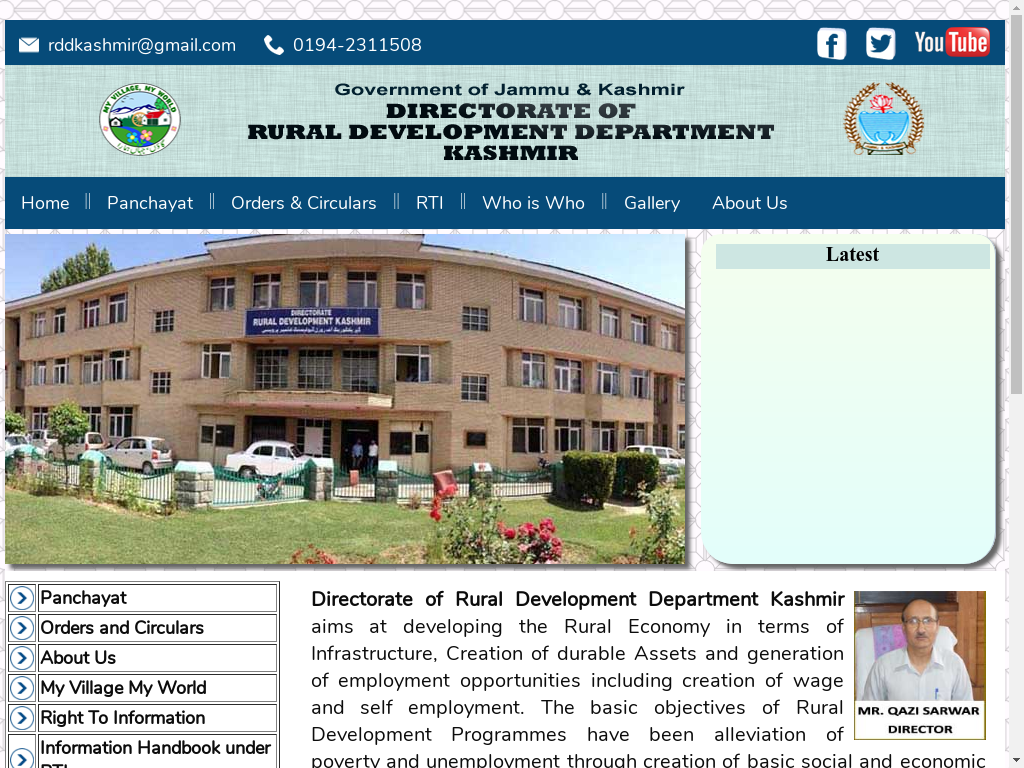 rddkashmir@gmail.com 0194-2311508 You Tube
MY VILLAGE, MY WORLD
Government of Jammu & Kashmir
DIRECTORATE OF
RURAL DEVELOPMENT DEPARTMENT
KASHMIR
Home Panchayat Orders & Circulars RTI Who is Who Gallery About Us
DIRECTORATE
RURAL DEVELOPMENT KASHMIR
Latest
Panchayat
Orders and Circulars
About Us
My Village My World
Right To Information
Information Handbook under
RTI
Directorate of Rural Development Department Kashmir
aims at developing the Rural Economy in terms of
Infrastructure, Creation of durable Assets and generation
of employment opportunities including creation of wage
and self employment. The basic objectives of Rural
Development Programmes have been alleviation of
poverty and unemployment through creation of basic social and economic
MR. QAZI SARWAR
DIRECTOR